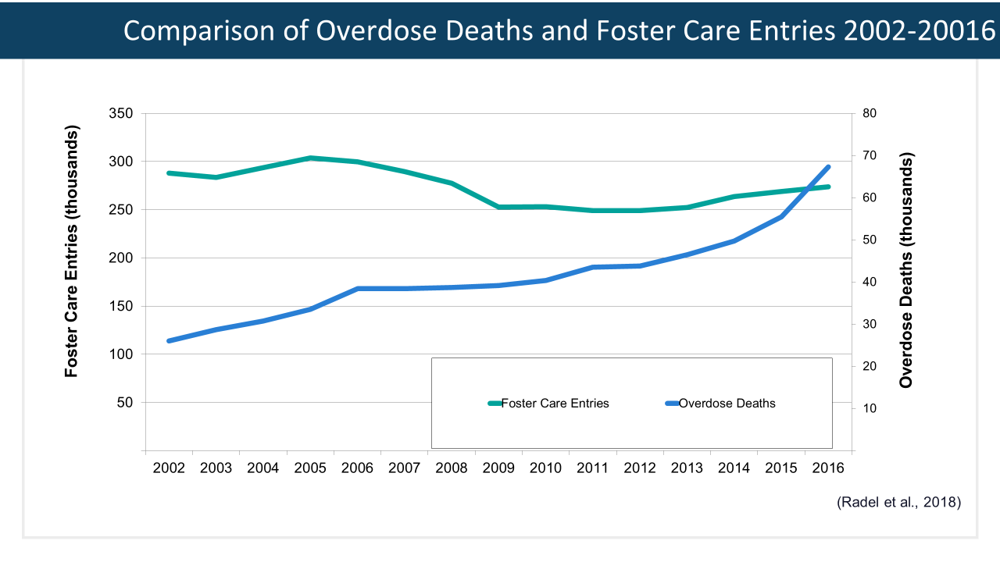 Comparison of Overdose Deaths and Foster Care Entries 2002-20016
Foster Care Entries (thousands)
350
300
250
200
150
100
50
80
70
60
50
40
30
20
10
Overdose Deaths (thousands)
Foster Care Entries Overdose Deaths
2002 2003 2004 2005 2006 2007 2008 2009 2010 2011 2012 2013 2014 2015 2016
(Radel et al., 2018)